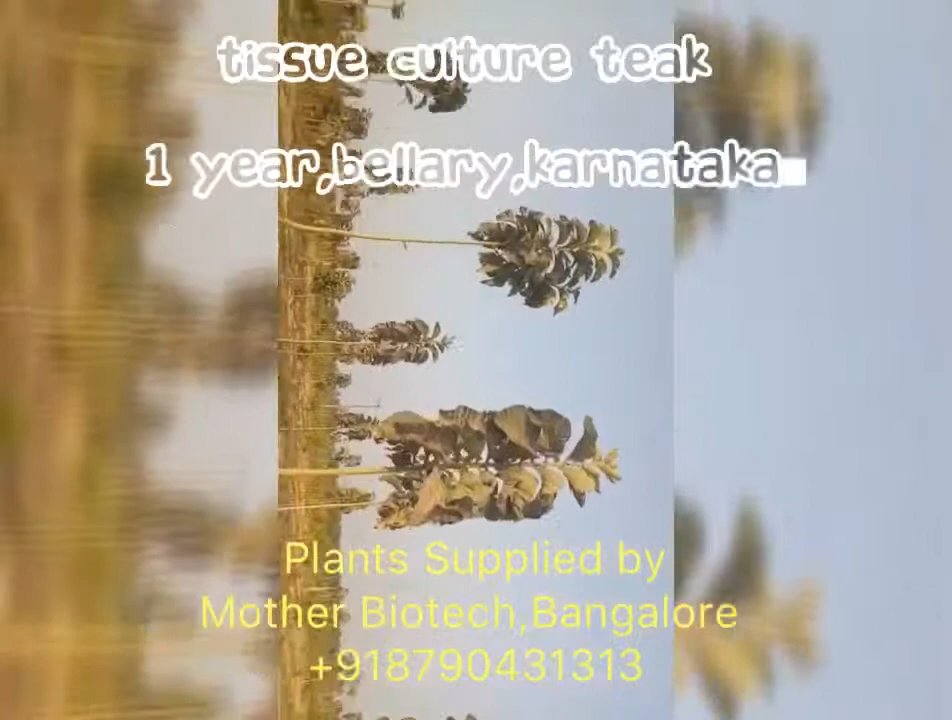 tissue culture teak
1 year,bellary,karnataka
Plants Supplied by
Mother Biotech,Bangalore
+918790431313